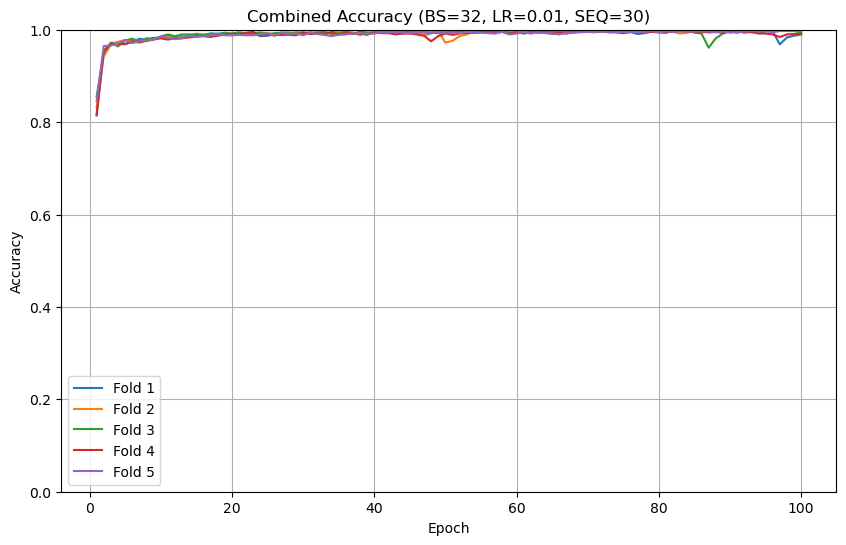 Combined Accuracy (BS=32, LR=0.01, SEQ=30)
1.0
0.8
0.6
0.4
0.2
0.0
Accuracy
Fold 1
Fold 2
Fold 3
Fold 4
Fold 5
0 20 40 60 80 100
Epoch